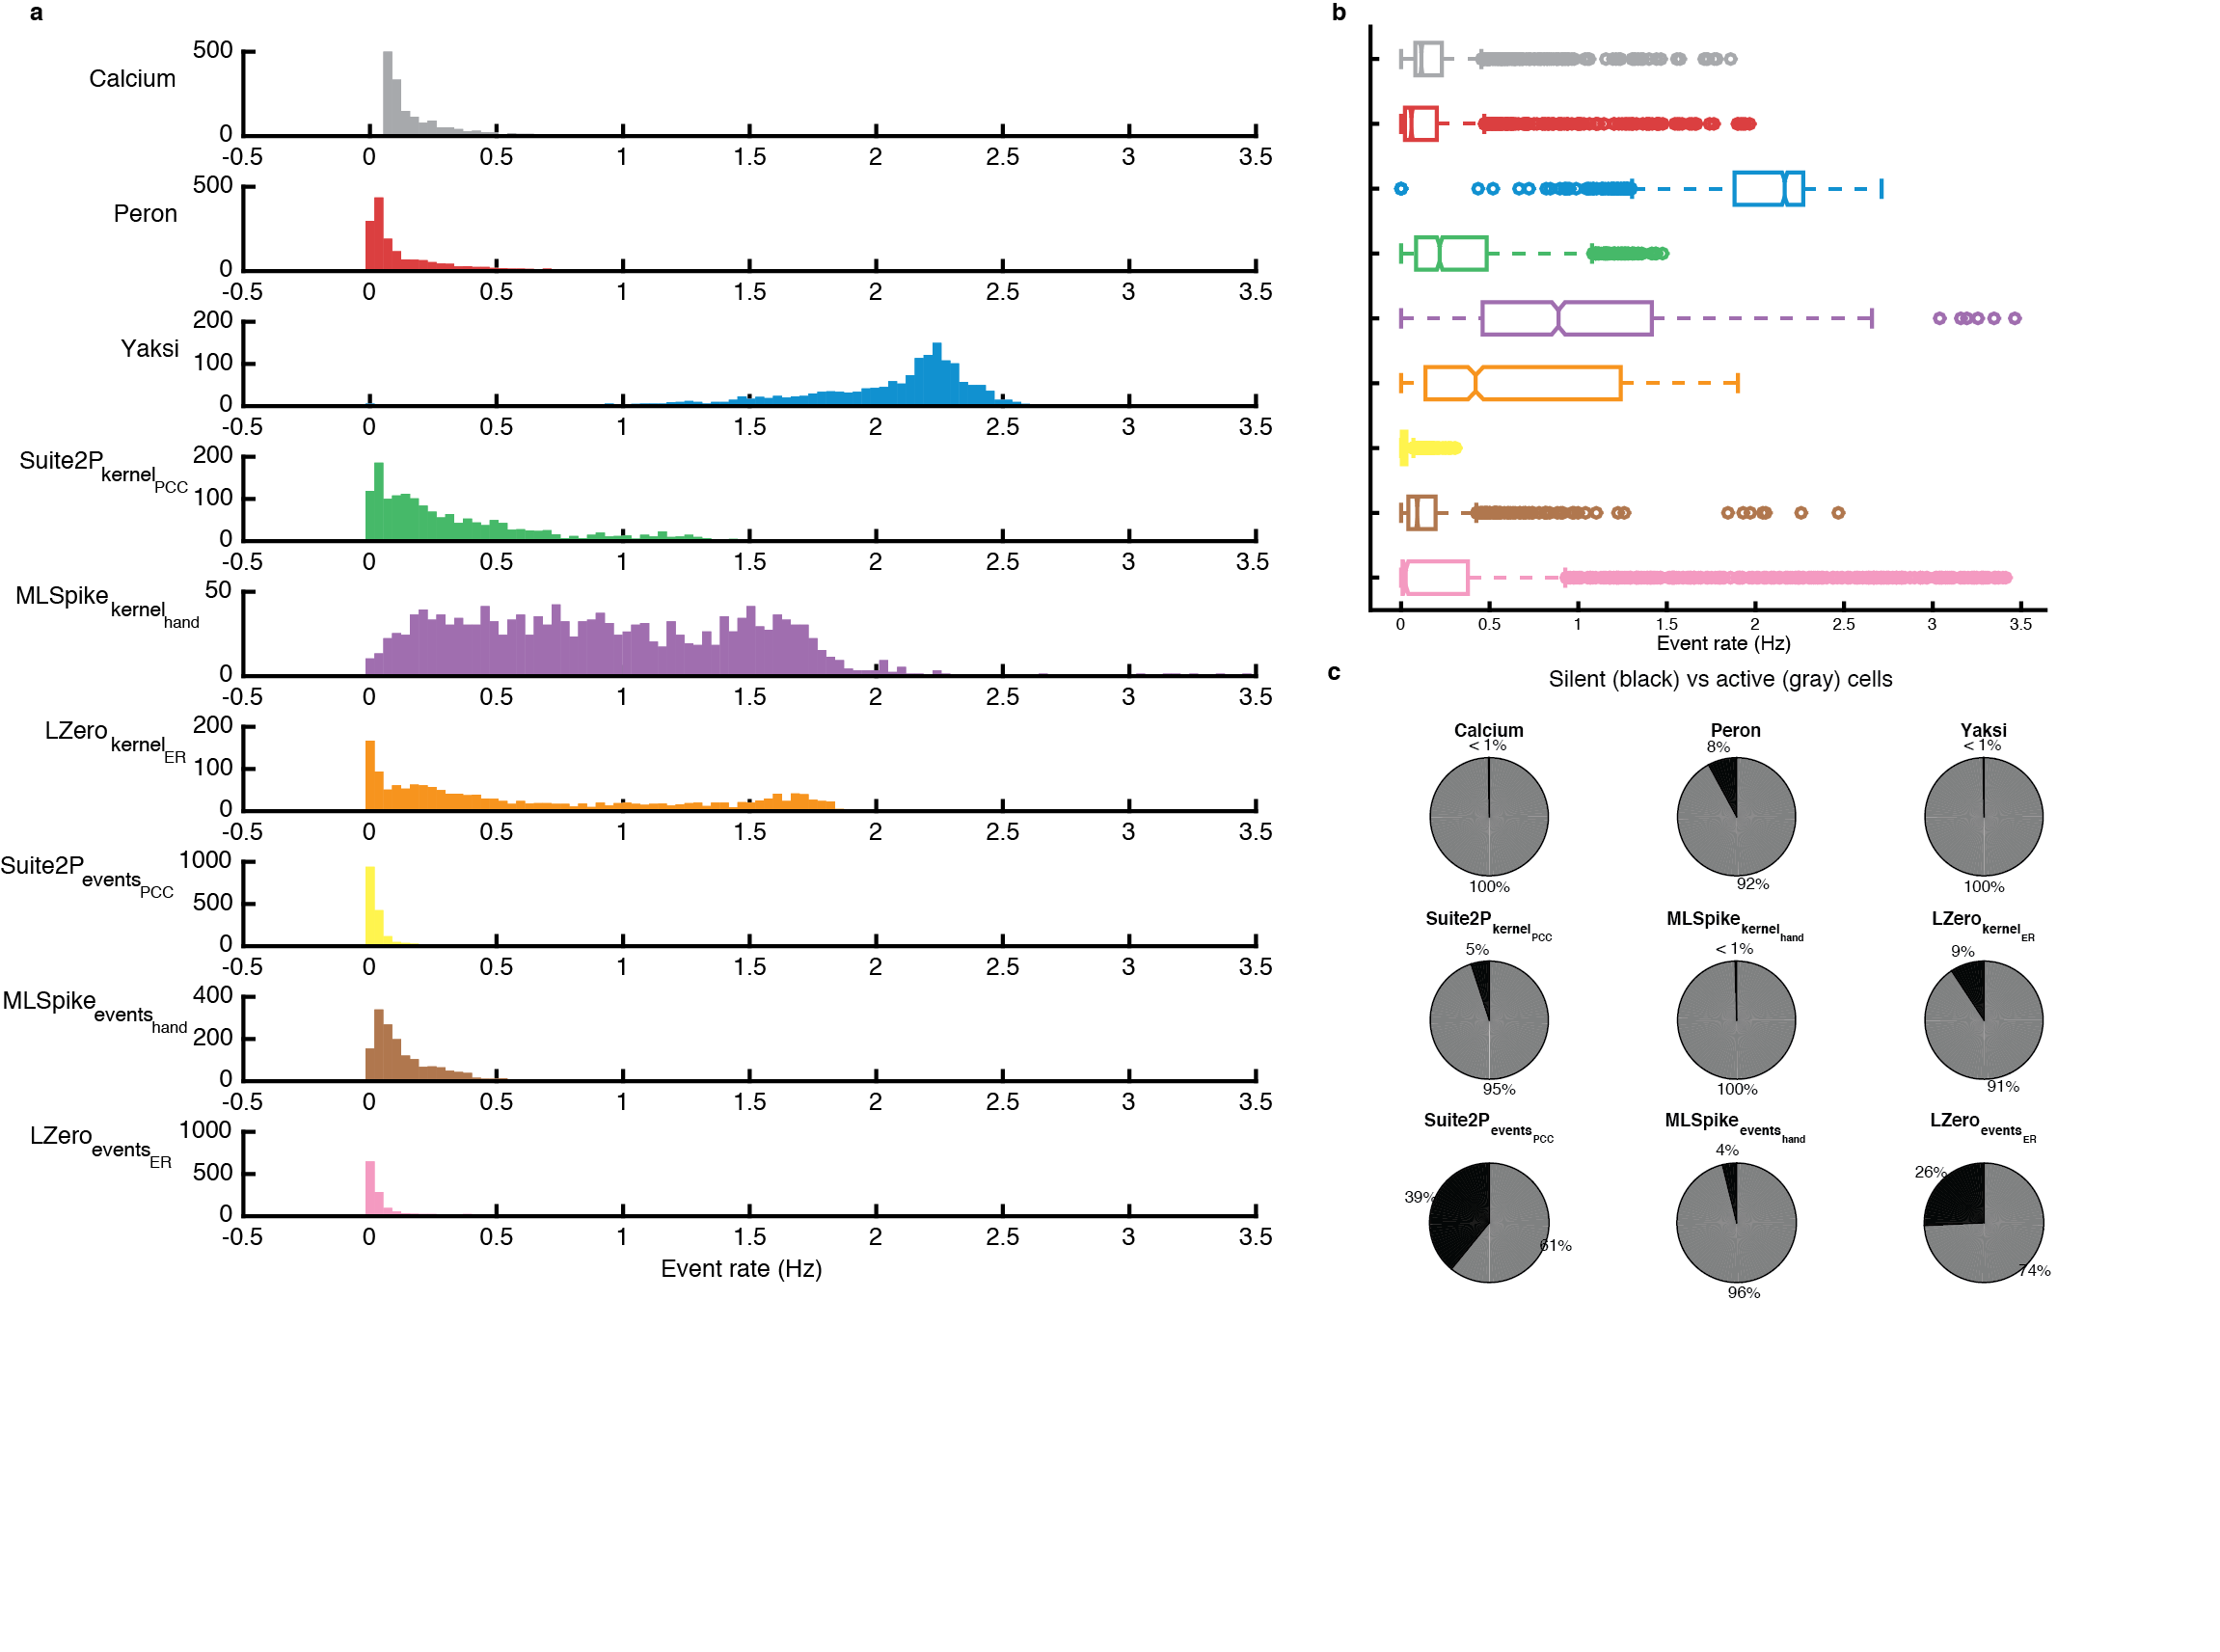 a
Calcium
500
0
-0.5 0 0.5 1 1.5 2 2.5 3 3.5
Peron
500
0
-0.5 0 0.5 1 1.5 2 2.5 3 3.5
Yaksi
200
100
0
-0.5 0 0.5 1 1.5 2 2.5 3 3.5
Suite2P kernel PCC
200
100
0
-0.5 0 0.5 1 1.5 2 2.5 3 3.5
MLSpike kernel hand
50
0
-0.5 0 0.5 1 1.5 2 2.5 3 3.5
LZero kernel ER
200
100
0
-0.5 0 0.5 1 1.5 2 2.5 3 3.5
Suite2P events PCC
1000
500
0
-0.5 0 0.5 1 1.5 2 2.5 3 3.5
MLSpike events hand
400
200
0
-0.5 0 0.5 1 1.5 2 2.5 3 3.5
LZero events ER
1000
500
0
-0.5 0 0.5 1 1.5 2 2.5 3 3.5
Event rate (Hz)
b
0 0.5 1 1.5 2 2.5 3 3.5
Event rate (Hz)
c
Silent (black) vs active (gray) cells
Calcium
< 1%
100%
Peron
8%
92%
Yaksi
< 1%
100%
Suite2P kernel PCC
5%
95%
MLSpike kernel hand
< 1%
100%
LZero kernel ER
9%
91%
Suite2P events PCC
39%
61%
MLSpike events hand
4%
96%
LZero events ER
26%
74%